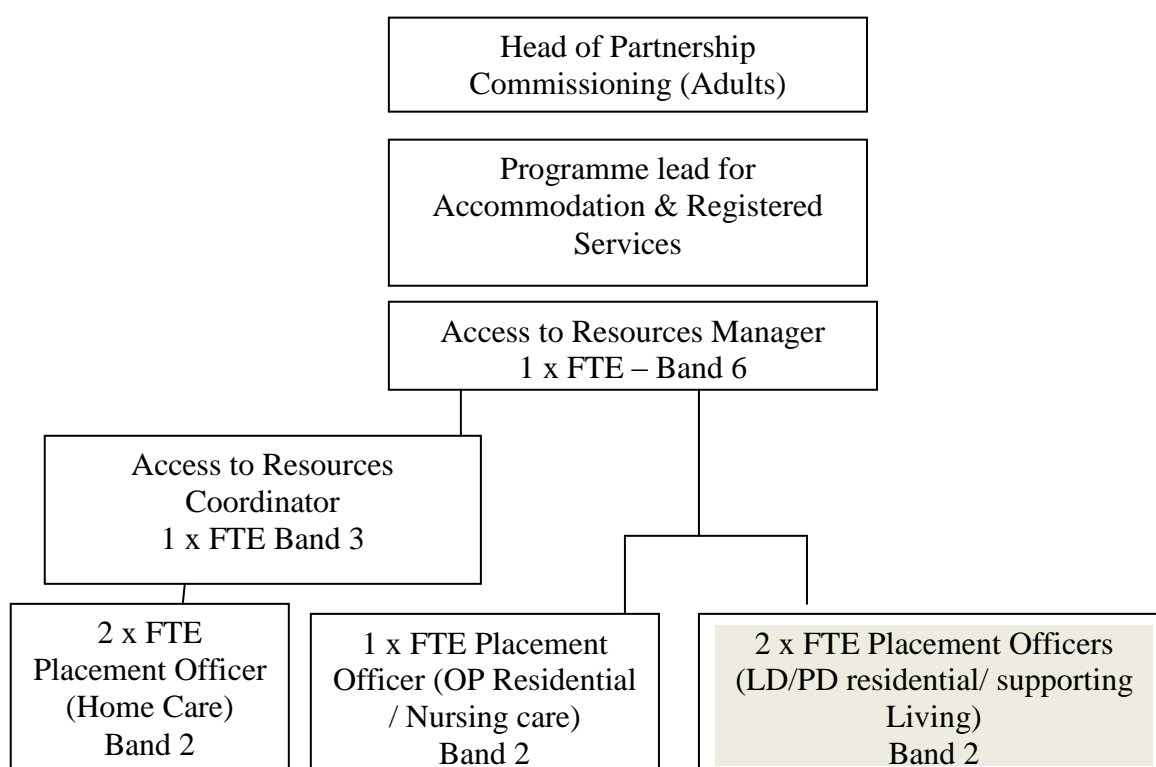 Head of Partnership
Commissioning (Adults)
Programme lead for
Accommodation & Registered
Services
Access to Resources Manager
1 x FTE – Band 6
Access to Resources
Coordinator
1 x FTE Band 3
2 x FTE
Placement Officer
(Home Care)
Band 2
1 x FTE Placement
Officer (OP Residential
/ Nursing care)
Band 2
2 x FTE Placement Officers
(LD/PD residential/ supporting
Living)
Band 2